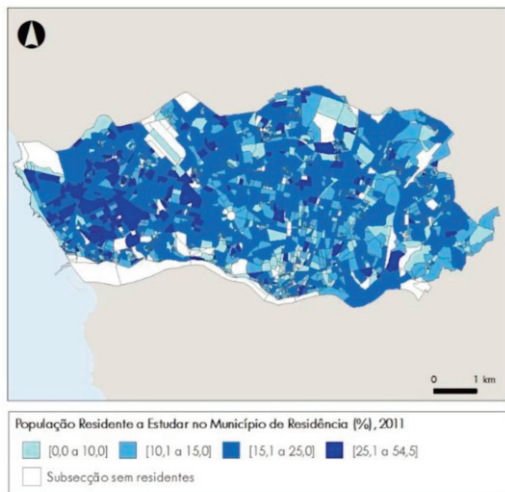 0 1 km
População Residente a Estudar no Município de Residência (%), 2011
[0,0 a 10,0] [10,1 a 15,0] [15,1 a 25,0] [25,1 a 54,5]
Subsecção sem residentes